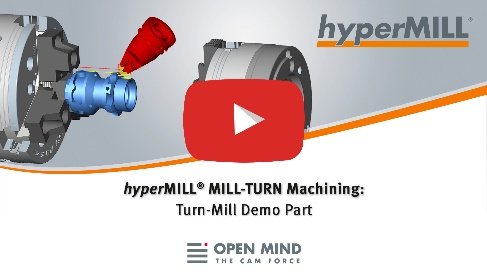 hyperMILL®
hyperMILL® MILL-TURN Machining:
Turn-Mill Demo Part
OPEN MIND
THE CAM FORCE